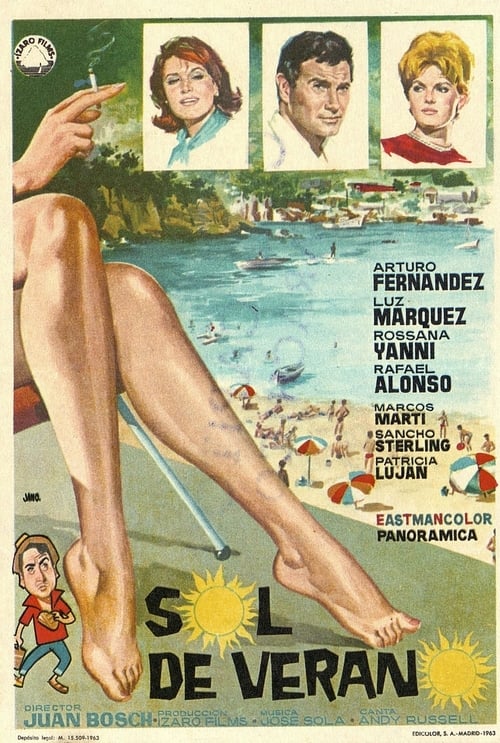 IZARO FILMS
ARTURO
FERNANDEZ
LUZ
MARQUEZ
ROSSANA
YANNI
RAFAEL
ALONSO
MARCOS
MARTI
SANCHO
STERLING
PATRICIA
LUJAN
EASTMANCOLOR
PANORAMICA
JANO.
SOL
DE VERANO
DIRECTOR PRODUCCION MUSICA CANTA
JUAN BOSCH·IZARO FILMS·JOSE SOLA·ANDY RUSSELL
Depósito legal: M. 15.509-1963
EDICOLOR, S. A.-MADRID-1963